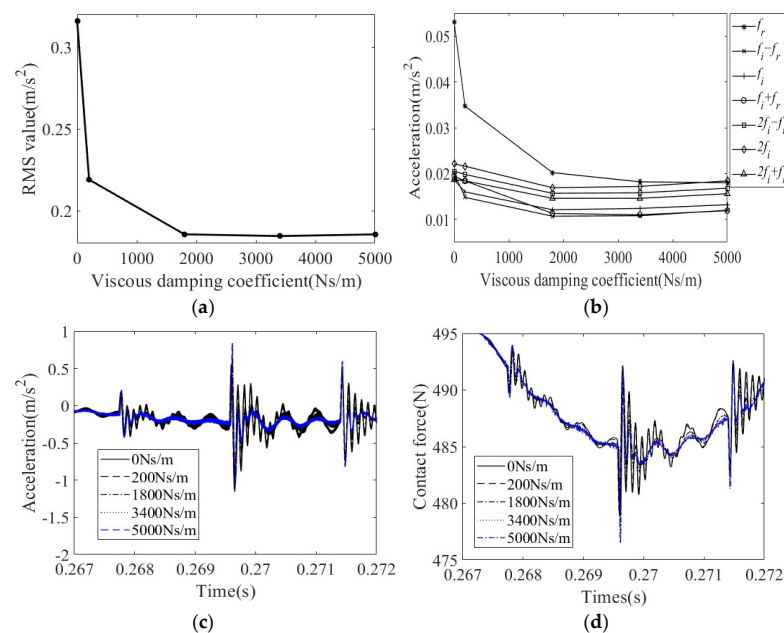 RMS value(m/s²)
0.3
0.25
0.2
0 1000 2000 3000 4000 5000
Viscous damping coefficient(Ns/m)
(a)
Acceleration(m/s²)
0.05
0.04
0.03
0.02
0.01
0 1000 2000 3000 4000 5000
Viscous damping coefficient(Ns/m)
fr
fi−fr
fi
fi+fr
2fi−f
2fi
2fi+f
(b)
Acceleration(m/s²)
1
0.5
0
-0.5
-1
-1.5
-2
0Ns/m
200Ns/m
1800Ns/m
3400Ns/m
5000Ns/m
0.267 0.268 0.269 0.27 0.271 0.272
Time(s)
(c)
Contact force(N)
495
490
485
480
475
0Ns/m
200Ns/m
1800Ns/m
3400Ns/m
5000Ns/m
0.267 0.268 0.269 0.27 0.271 0.272
Times(s)
(d)